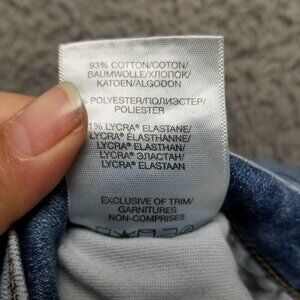 93% COTTON/COTON/
BAUMWOLLE/ХЛОПОК/
KATOEN/ALGODON
% POLYESTER/ПОЛИЭСТЕР/
POLIESTER
1% LYCRA® ELASTANE/
LYCRA® ÉLASTHANNE/
LYCRA® ELASTHAN/
LYCRA® ЭЛАСТАН/
LYCRA® ELASTAAN
EXCLUSIVE OF TRIM/
GARNITURES
NON-COMPRISES